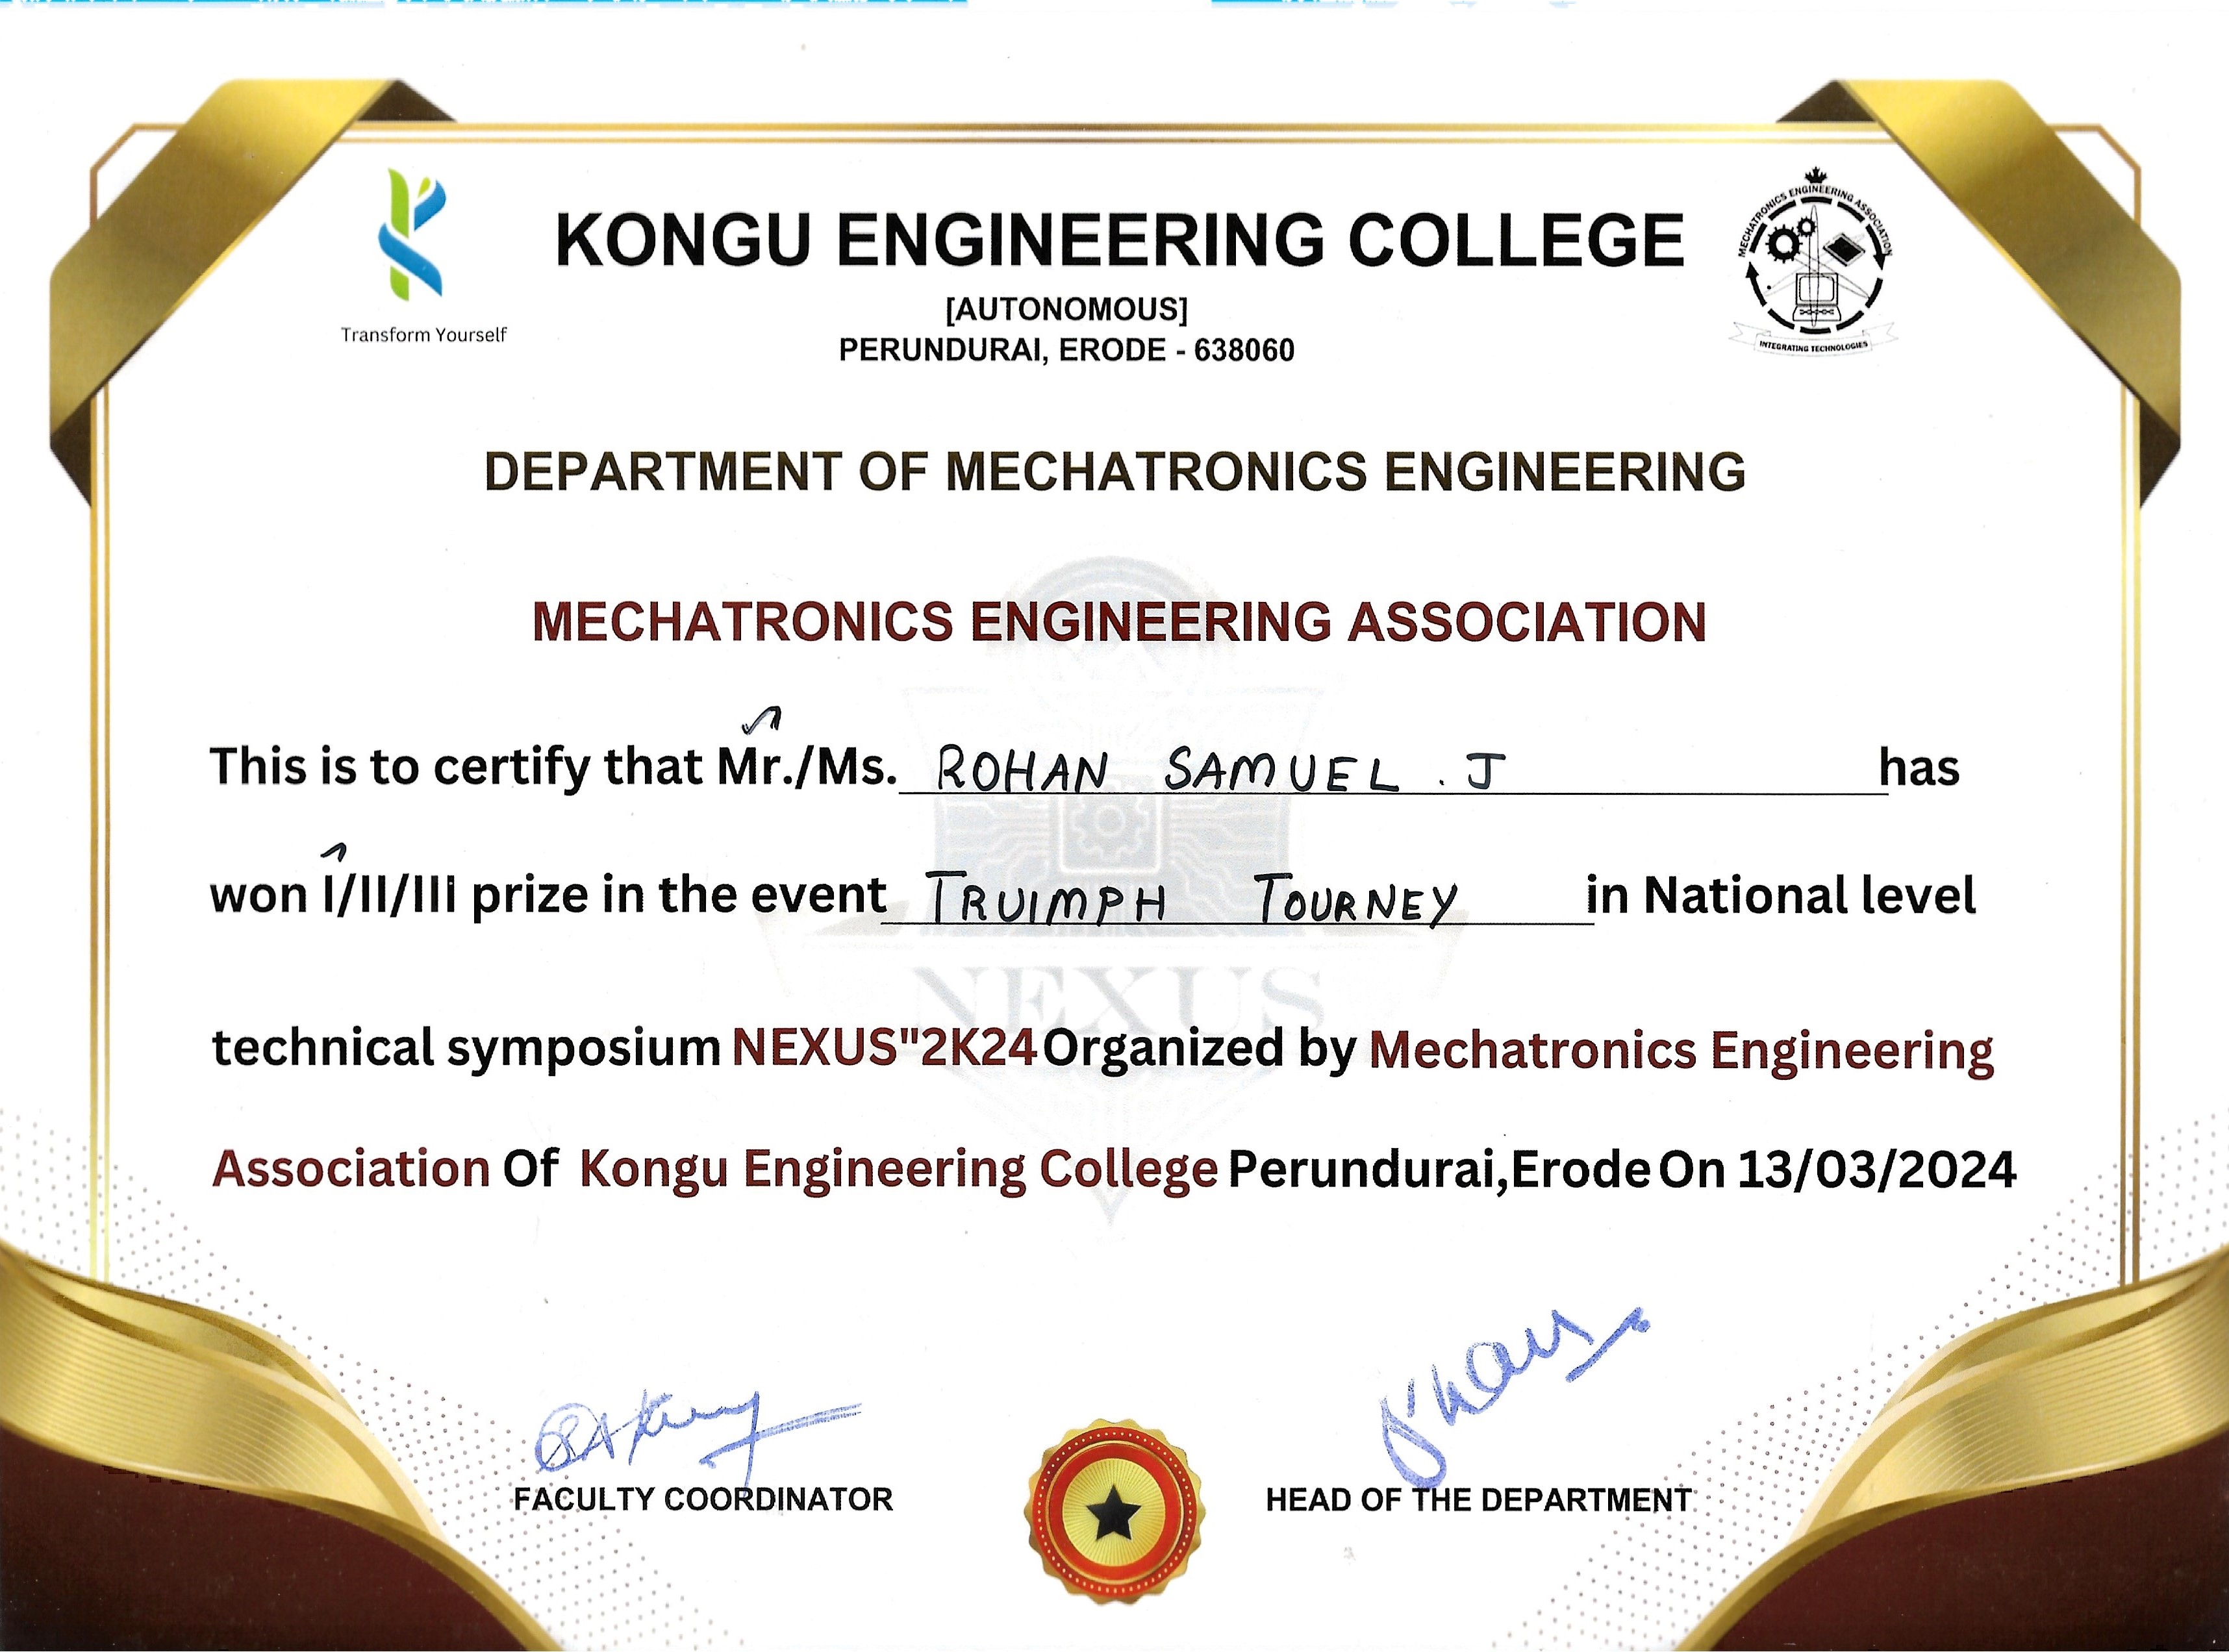 KONGU ENGINEERING COLLEGE
[AUTONOMOUS]
PERUNDURAI, ERODE - 638060
Transform Yourself
MECHATRONICS ENGINEERING ASSOCIATION
INTEGRATING TECHNOLOGIES
DEPARTMENT OF MECHATRONICS ENGINEERING
MECHATRONICS ENGINEERING ASSOCIATION
This is to certify that Mr./Ms. ROHAN SAMUEL . J has
won I/II/III prize in the event TRUIMPH TOURNEY in National level
NEXUS
technical symposium NEXUS"2K24 Organized by Mechatronics Engineering
Association Of Kongu Engineering College Perundurai,Erode On 13/03/2024
FACULTY COORDINATOR
HEAD OF THE DEPARTMENT